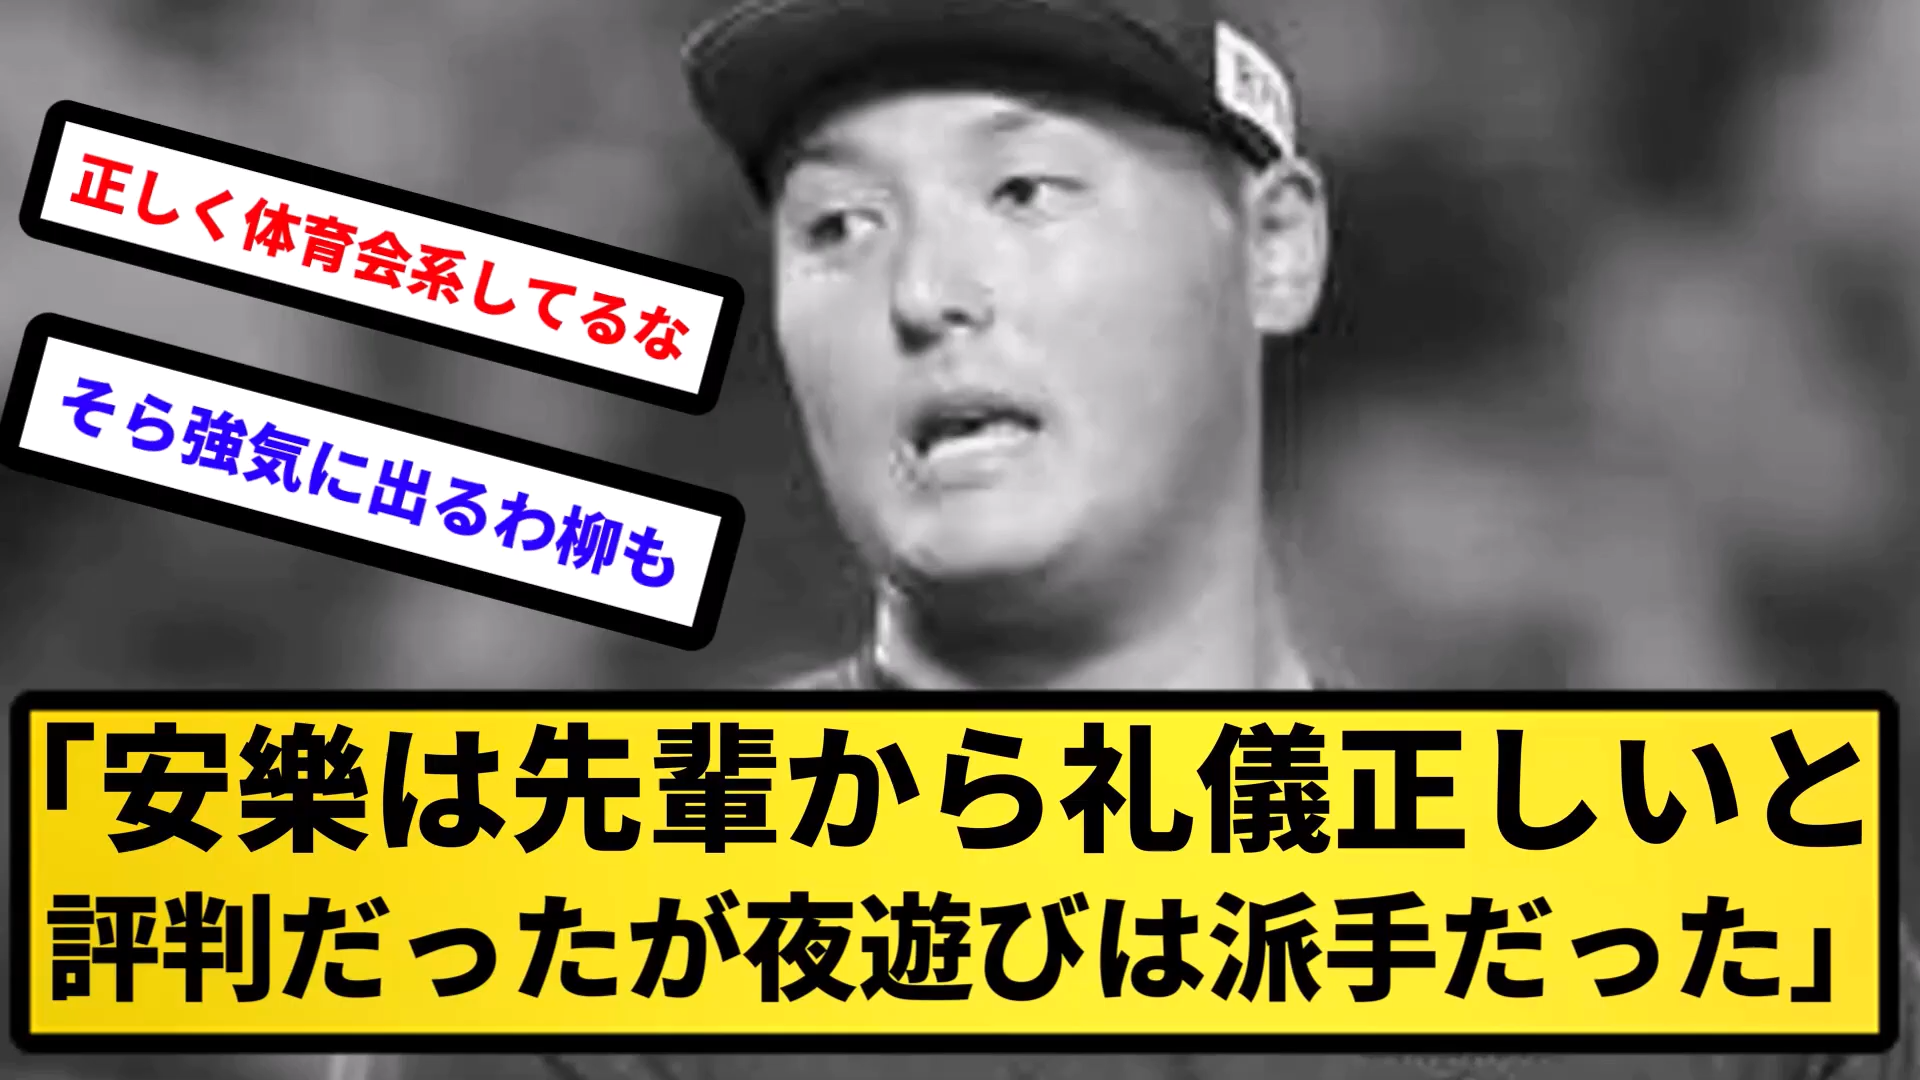 正しく体育会系してるな
そら強気に出るわ柳も
「安樂は先輩から礼儀正しいと
評判だったが夜遊びは派手だった」